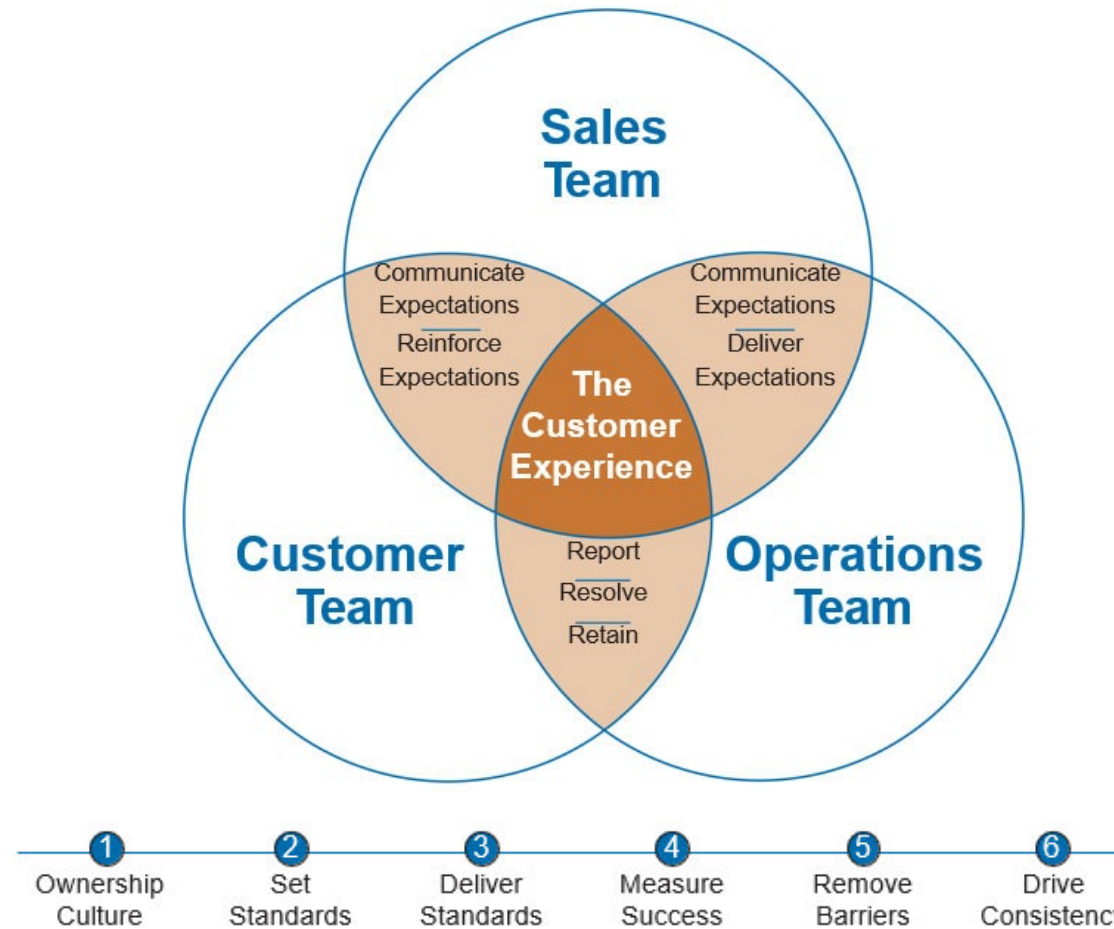 Sales
Team
Communicate
Expectations
Reinforce
Expectations
Communicate
Expectations
Deliver
Expectations
The
Customer
Experience
Customer
Team
Report
Resolve
Retain
Operations
Team
1
Ownership
Culture
2
Set
Standards
3
Deliver
Standards
4
Measure
Success
5
Remove
Barriers
6
Drive
Consistency